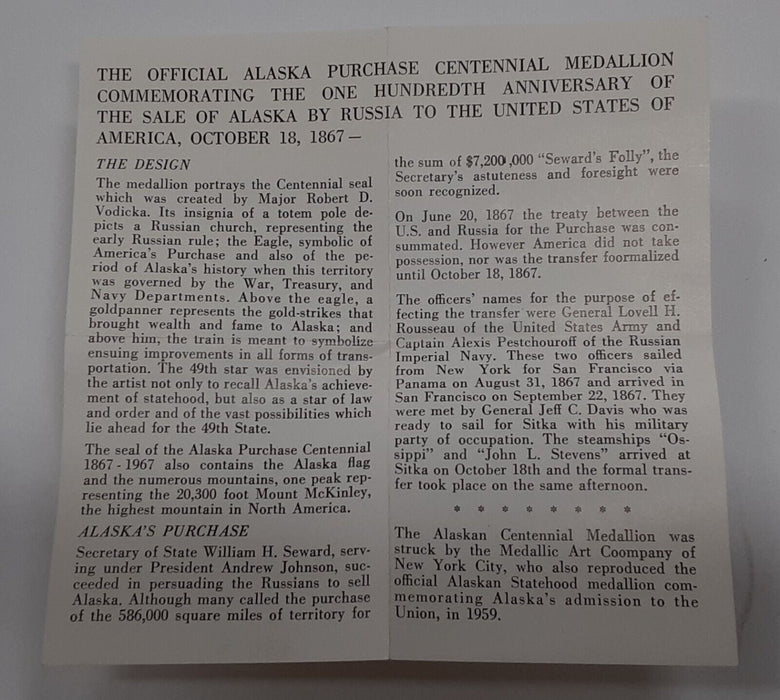 THE OFFICIAL ALASKA PURCHASE CENTENNIAL MEDALLION
COMMEMORATING THE ONE HUNDREDTH ANNIVERSARY OF
THE SALE OF ALASKA BY RUSSIA TO THE UNITED STATES OF
AMERICA, OCTOBER 18, 1867 —
THE DESIGN
The medallion portrays the Centennial seal
which was created by Major Robert D.
Vodicka. Its insignia of a totem pole de-
picts a Russian church, representing the
early Russian rule; the Eagle, symbolic of
America's Purchase and also of the pe-
riod of Alaska's history when this territory
was governed by the War, Treasury, and
Navy Departments. Above the eagle, a
goldpanner represents the gold-strikes that
brought wealth and fame to Alaska; and
above him, the train is meant to symbolize
ensuing improvements in all forms of trans-
portation. The 49th star was envisioned by
the artist not only to recall Alaska's achieve-
ment of statehood, but also as a star of law
and order and of the vast possibilities which
lie ahead for the 49th State.
The seal of the Alaska Purchase Centennial
1867 - 1967 also contains the Alaska flag
and the numerous mountains, one peak rep-
resenting the 20,300 foot Mount McKinley,
the highest mountain in North America.
ALASKA'S PURCHASE
Secretary of State William H. Seward, serv-
ing under President Andrew Johnson, suc-
ceeded in persuading the Russians to sell
Alaska. Although many called the purchase
of the 586,000 square miles of territory for
the sum of $7,200,000 "Seward's Folly", the
Secretary's astuteness and foresight were
soon recognized.
On June 20, 1867 the treaty between the
U.S. and Russia for the Purchase was con-
summated. However America did not take
possession, nor was the transfer foormalized
until October 18, 1867.
The officers' names for the purpose of ef-
fecting the transfer were General Lovell H.
Rousseau of the United States Army and
Captain Alexis Pestchouroff of the Russian
Imperial Navy. These two officers sailed
from New York for San Francisco via
Panama on August 31, 1867 and arrived in
San Francisco on September 22, 1867. They
were met by General Jeff C. Davis who was
ready to sail for Sitka with his military
party of occupation. The steamships "Os-
sippi" and "John L. Stevens" arrived at
Sitka on October 18th and the formal trans-
fer took place on the same afternoon.
* * * * * * * *
The Alaskan Centennial Medallion was
struck by the Medallic Art Coompany of
New York City, who also reproduced the
official Alaskan Statehood medallion com-
memorating Alaska's admission to the
Union, in 1959.